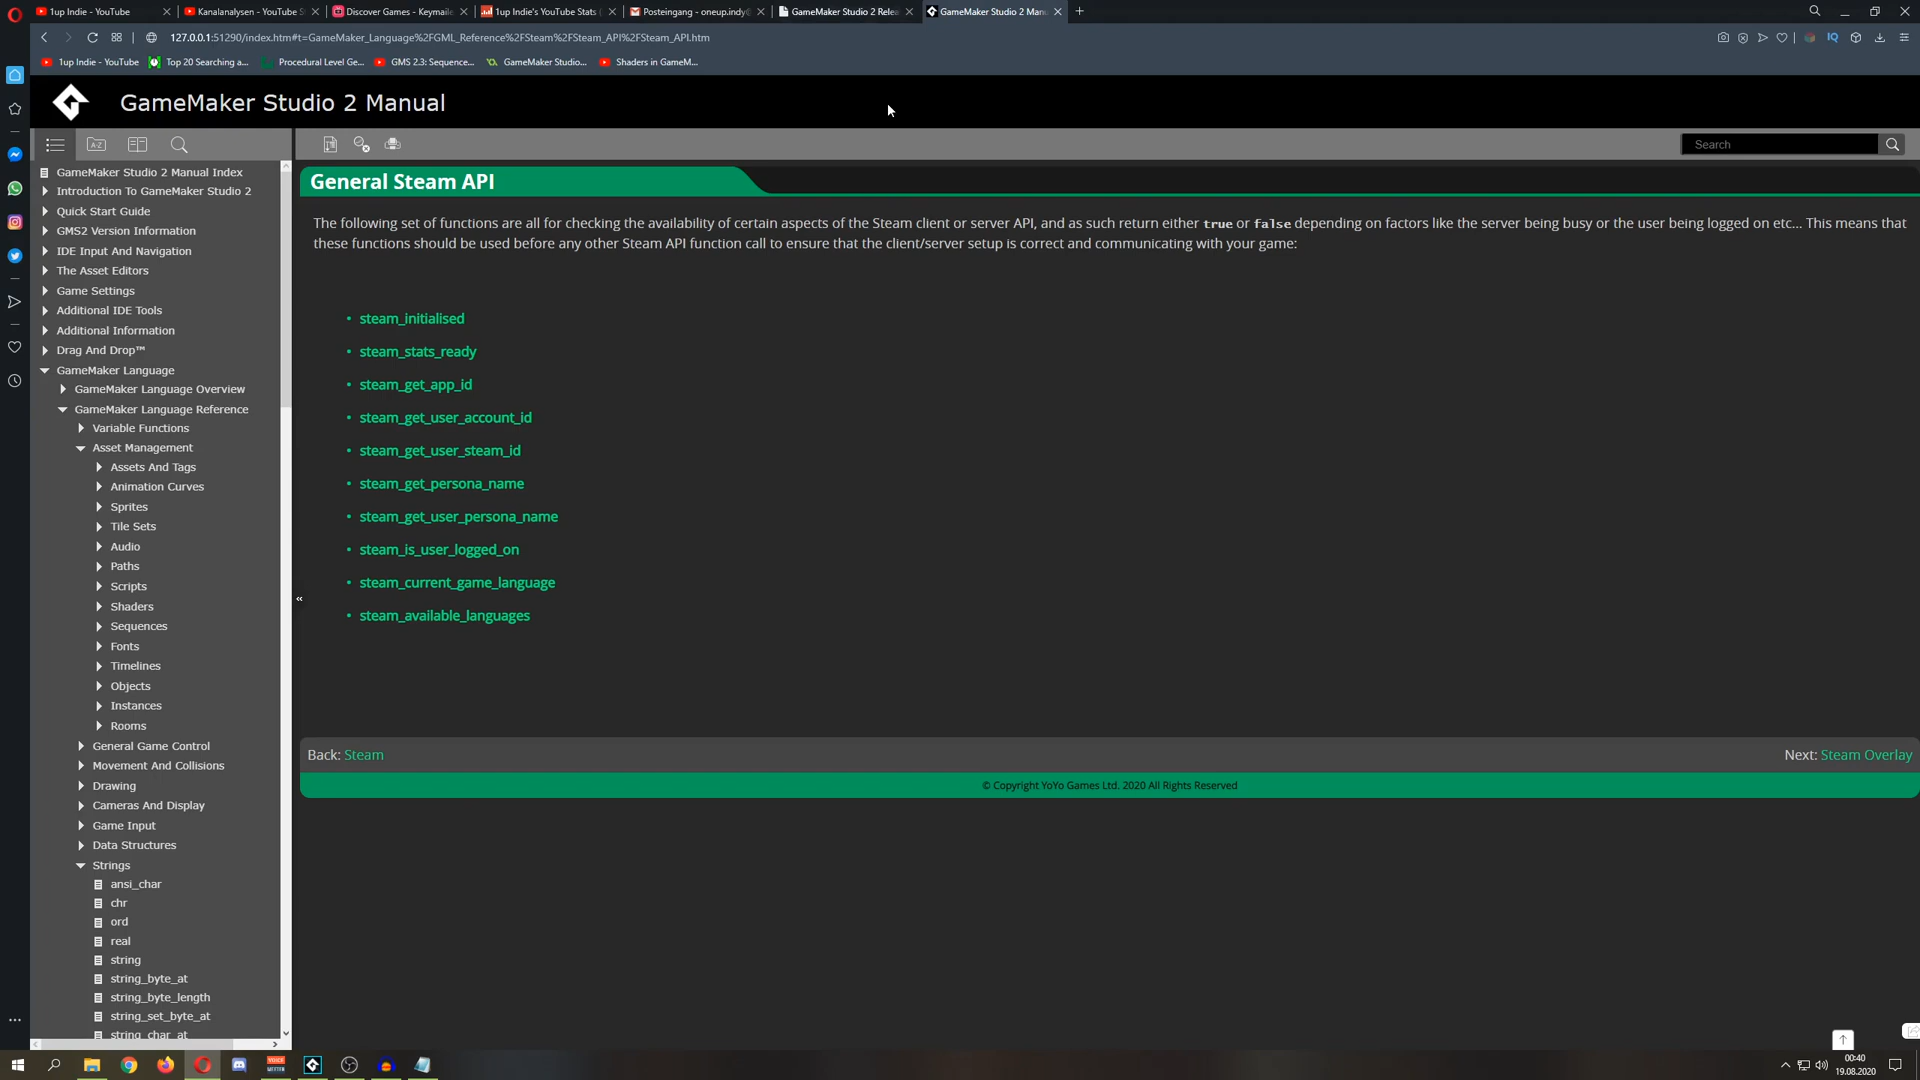 1up Indie - YouTube
Kanalanalysen - YouTube S
Discover Games - Keymaile
1up Indie's YouTube Stats (
Posteingang - oneup.indy@
GameMaker Studio 2 Relea
GameMaker Studio 2 Manu
127.0.0.1:51290/index.htm#t=GameMaker_Language%2FGML_Reference%2FSteam%2FSteam_API%2FSteam_API.htm
1up Indie - YouTube
Top 20 Searching a...
Procedural Level Ge...
GMS 2.3: Sequence...
GameMaker Studio...
Shaders in GameM...
GameMaker Studio 2 Manual
A-Z
Search
GameMaker Studio 2 Manual Index
Introduction To GameMaker Studio 2
Quick Start Guide
GMS2 Version Information
IDE Input And Navigation
The Asset Editors
Game Settings
Additional IDE Tools
Additional Information
Drag And Drop™
GameMaker Language
GameMaker Language Overview
GameMaker Language Reference
Variable Functions
Asset Management
Assets And Tags
Animation Curves
Sprites
Tile Sets
Audio
Paths
Scripts
Shaders
Sequences
Fonts
Timelines
Objects
Instances
Rooms
General Game Control
Movement And Collisions
Drawing
Cameras And Display
Game Input
Data Structures
Strings
ansi_char
chr
ord
real
string
string_byte_at
string_byte_length
string_set_byte_at
string_char_at
General Steam API
The following set of functions are all for checking the availability of certain aspects of the Steam client or server API, and as such return either true or false depending on factors like the server being busy or the user being logged on etc... This means that
these functions should be used before any other Steam API function call to ensure that the client/server setup is correct and communicating with your game:
• steam_initialised
• steam_stats_ready
• steam_get_app_id
• steam_get_user_account_id
• steam_get_user_steam_id
• steam_get_persona_name
• steam_get_user_persona_name
• steam_is_user_logged_on
• steam_current_game_language
• steam_available_languages
«
Back: Steam
Next: Steam Overlay
© Copyright YoYo Games Ltd. 2020 All Rights Reserved
00:40
19.08.2020